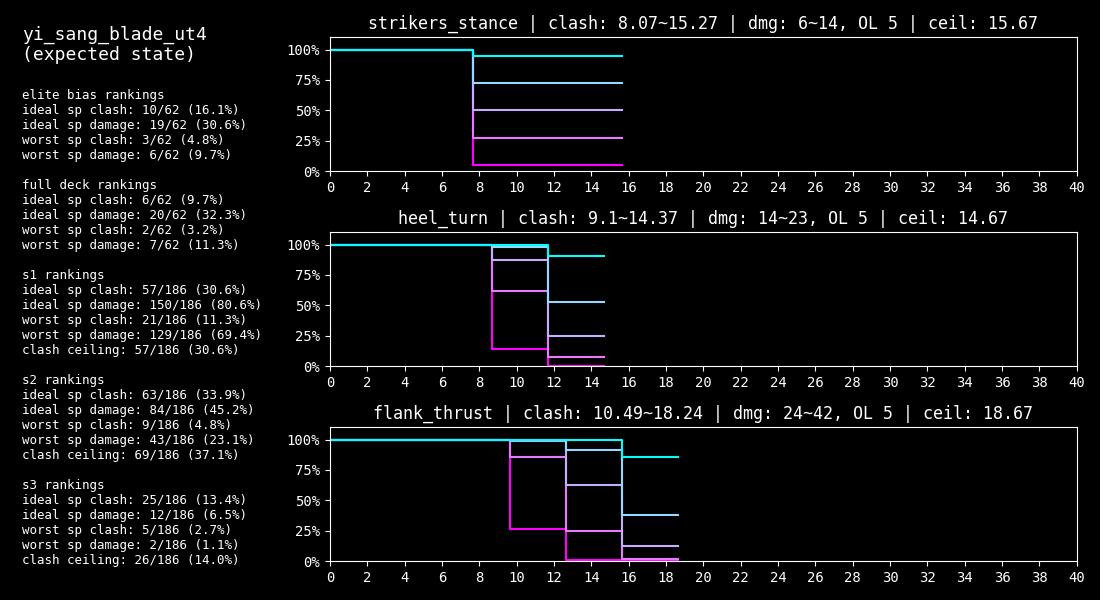 yi_sang_blade_ut4
(expected state)
elite bias rankings
ideal sp clash: 10/62 (16.1%)
ideal sp damage: 19/62 (30.6%)
worst sp clash: 3/62 (4.8%)
worst sp damage: 6/62 (9.7%)
full deck rankings
ideal sp clash: 6/62 (9.7%)
ideal sp damage: 20/62 (32.3%)
worst sp clash: 2/62 (3.2%)
worst sp damage: 7/62 (11.3%)
s1 rankings
ideal sp clash: 57/186 (30.6%)
ideal sp damage: 150/186 (80.6%)
worst sp clash: 21/186 (11.3%)
worst sp damage: 129/186 (69.4%)
clash ceiling: 57/186 (30.6%)
s2 rankings
ideal sp clash: 63/186 (33.9%)
ideal sp damage: 84/186 (45.2%)
worst sp clash: 9/186 (4.8%)
worst sp damage: 43/186 (23.1%)
clash ceiling: 69/186 (37.1%)
s3 rankings
ideal sp clash: 25/186 (13.4%)
ideal sp damage: 12/186 (6.5%)
worst sp clash: 5/186 (2.7%)
worst sp damage: 2/186 (1.1%)
clash ceiling: 26/186 (14.0%)
strikers_stance | clash: 8.07~15.27 | dmg: 6~14, OL 5 | ceil: 15.67
100%
75%
50%
25%
0%
0 2 4 6 8 10 12 14 16 18 20 22 24 26 28 30 32 34 36 38 40
heel_turn | clash: 9.1~14.37 | dmg: 14~23, OL 5 | ceil: 14.67
100%
75%
50%
25%
0%
0 2 4 6 8 10 12 14 16 18 20 22 24 26 28 30 32 34 36 38 40
flank_thrust | clash: 10.49~18.24 | dmg: 24~42, OL 5 | ceil: 18.67
100%
75%
50%
25%
0%
0 2 4 6 8 10 12 14 16 18 20 22 24 26 28 30 32 34 36 38 40